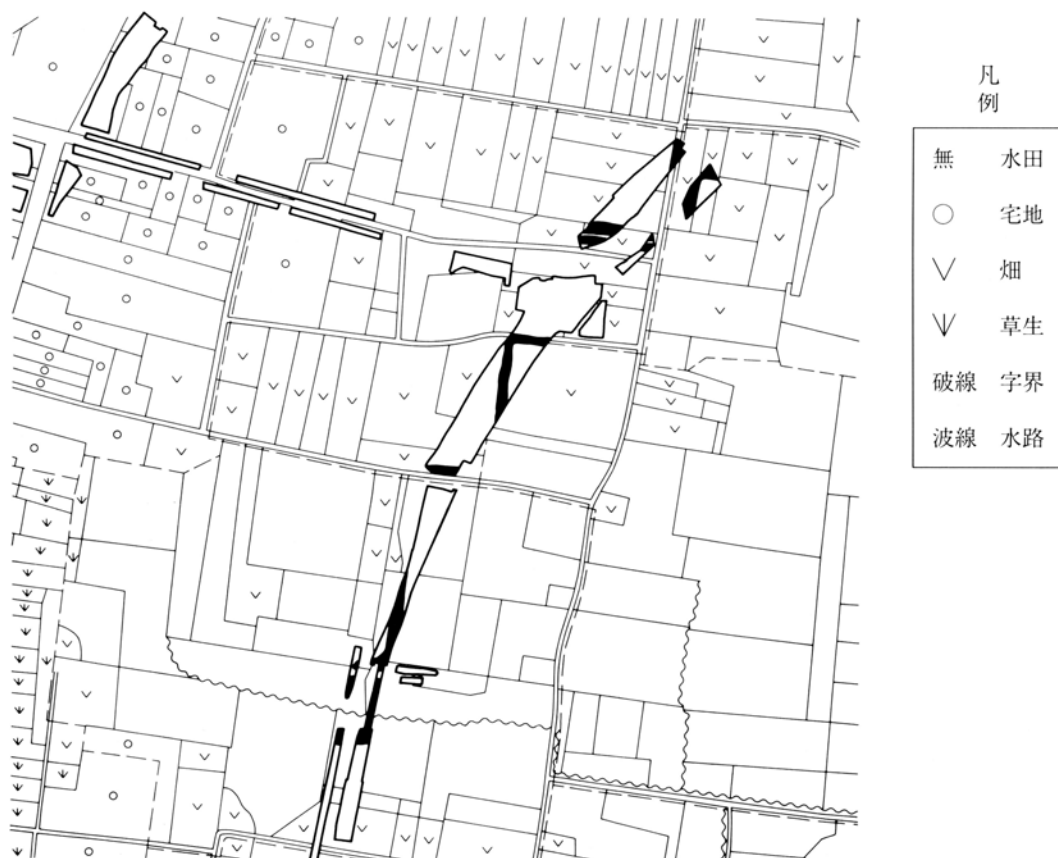 凡
例
無 水田
○ 宅地
∨ 畑
草生
破線 字界
波線 水路